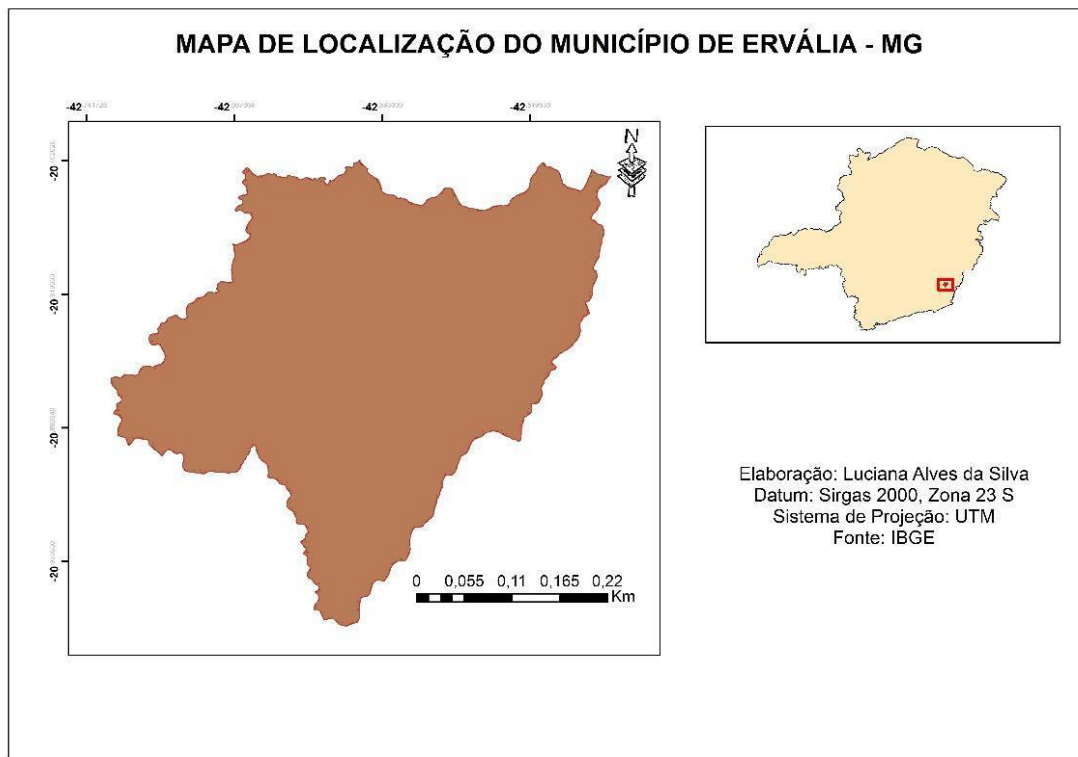 MAPA DE LOCALIZAÇÃO DO MUNICÍPIO DE ERVÁLIA - MG
-42 -42 -42 -42
N
-20
-20
-20
-20
0 0,055 0,11 0,165 0,22
Km
Elaboração: Luciana Alves da Silva
Datum: Sirgas 2000, Zona 23 S
Sistema de Projeção: UTM
Fonte: IBGE